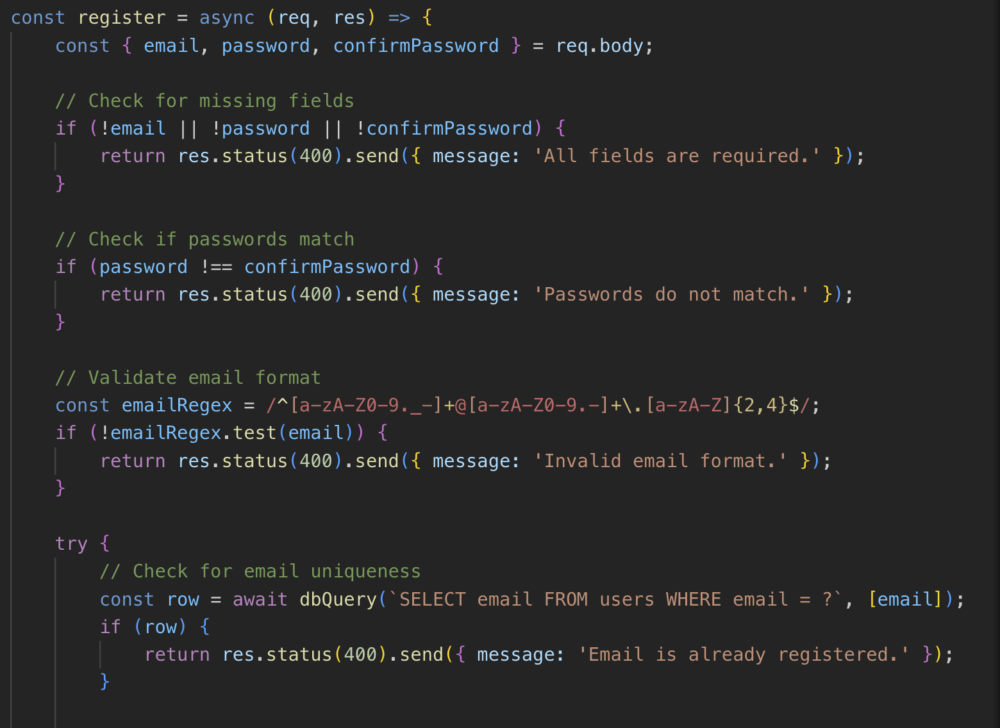 const register = async (req, res) => {
    const { email, password, confirmPassword } = req.body;

    // Check for missing fields
    if (!email || !password || !confirmPassword) {
        return res.status(400).send({ message: 'All fields are required.' });
    }

    // Check if passwords match
    if (password !== confirmPassword) {
        return res.status(400).send({ message: 'Passwords do not match.' });
    }

    // Validate email format
    const emailRegex = /^[a-zA-Z0-9._-]+@[a-zA-Z0-9.-]+\.[a-zA-Z]{2,4}$/;
    if (!emailRegex.test(email)) {
        return res.status(400).send({ message: 'Invalid email format.' });
    }

    try {
        // Check for email uniqueness
        const row = await dbQuery(`SELECT email FROM users WHERE email = ?`, [email]);
        if (row) {
            return res.status(400).send({ message: 'Email is already registered.' });
        }